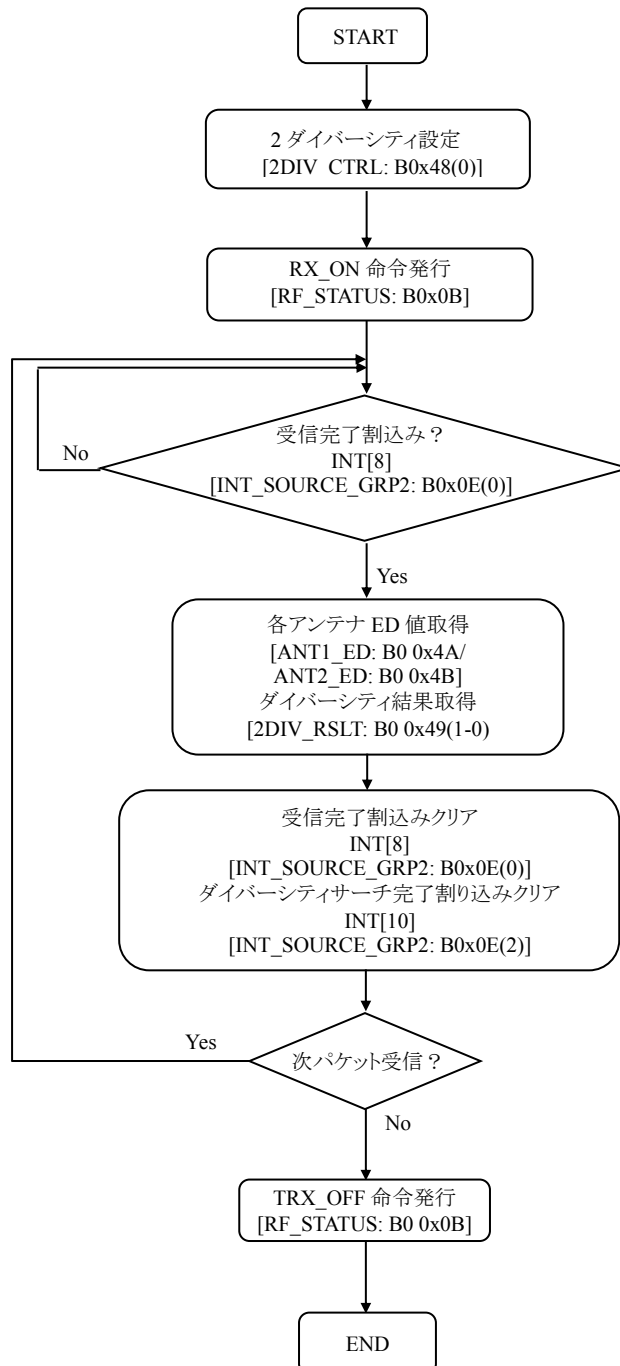 START
2 ダイバーシティ設定
[2DIV_CTRL: B0x48(0)]
RX_ON 命令発行
[RF_STATUS: B0x0B]
受信完了割込み？
No
INT[8]
[INT_SOURCE_GRP2: B0x0E(0)]
Yes
各アンテナ ED 値取得
[ANT1_ED: B0 0x4A/
ANT2_ED: B0 0x4B]
ダイバーシティ結果取得
[2DIV_RSLT: B0 0x49(1-0)
受信完了割込みクリア
INT[8]
[INT_SOURCE_GRP2: B0x0E(0)]
ダイバーシティサーチ完了割り込みクリア
INT[10]
[INT_SOURCE_GRP2: B0x0E(2)]
Yes
次パケット受信？
No
TRX_OFF 命令発行
[RF_STATUS: B0 0x0B]
END